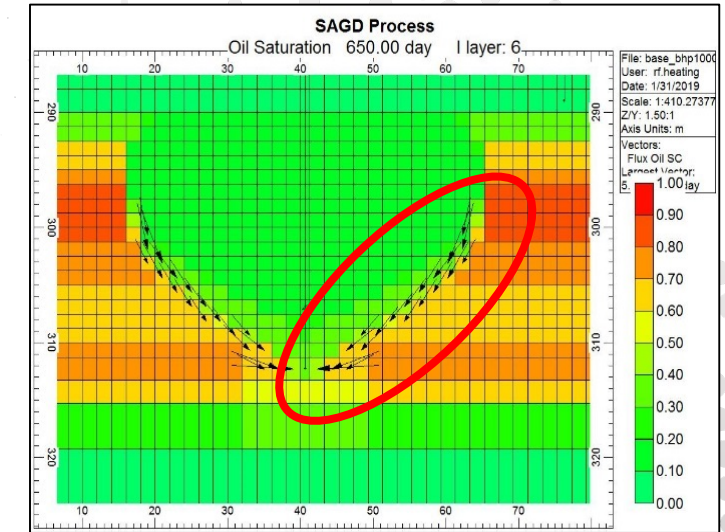 SAGD Process
Oil Saturation 650.00 day I layer: 6
10 20 30 40 50 60 70
290 300 310 320
290 300 310 320
10 20 30 40 50 60 70
File: base_bhp1000
User: rf.heating
Date: 1/31/2019
Scale: 1:410.27377
Z/Y: 1.50:1
Axis Units: m
Vectors:
Flux Oil SC
Largest Vector:
5.
1.00
0.90
0.80
0.70
0.60
0.50
0.40
0.30
0.20
0.10
0.00